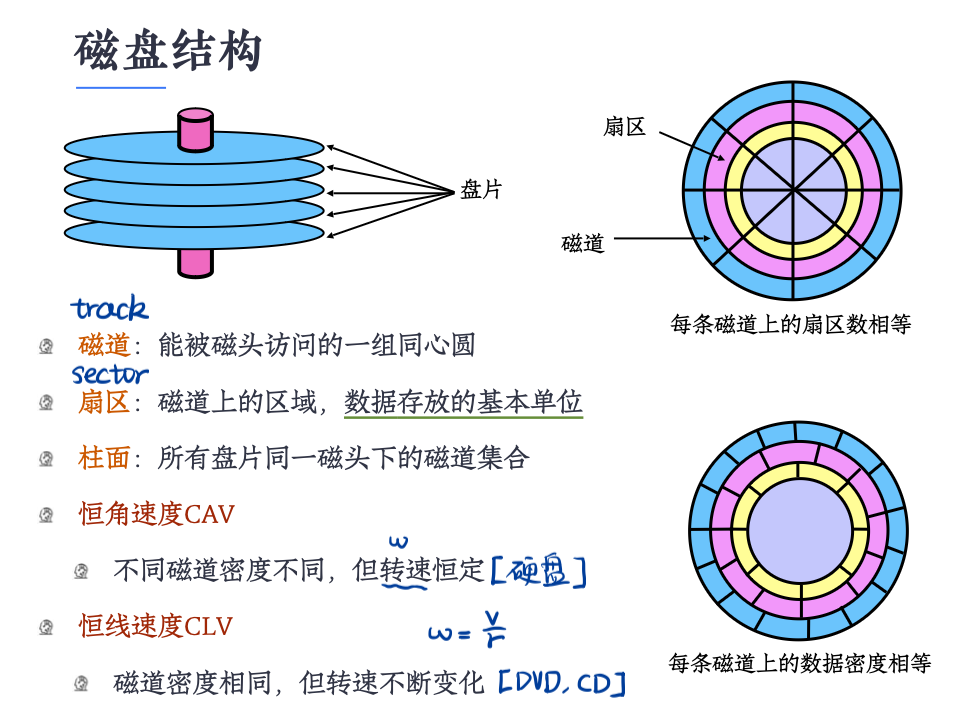 磁盘结构
扇区
盘片
磁道
每条磁道上的扇区数相等
track
磁道：能被磁头访问的一组同心圆
sector
扇区：磁道上的区域，数据存放的基本单位
柱面：所有盘片同一磁头下的磁道集合
恒角速度CAV
ω
不同磁道密度不同，但转速恒定[硬盘]
恒线速度CLV
ω = v/r
每条磁道上的数据密度相等
磁道密度相同，但转速不断变化 [DVD, CD]